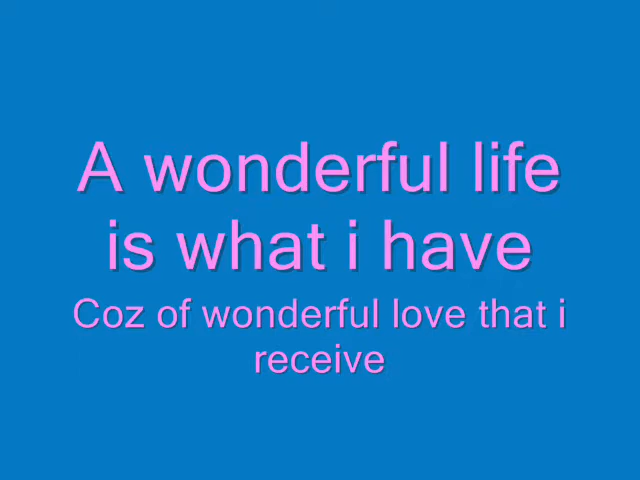 A wonderful life
is what i have
Coz of wonderful love that i
receive